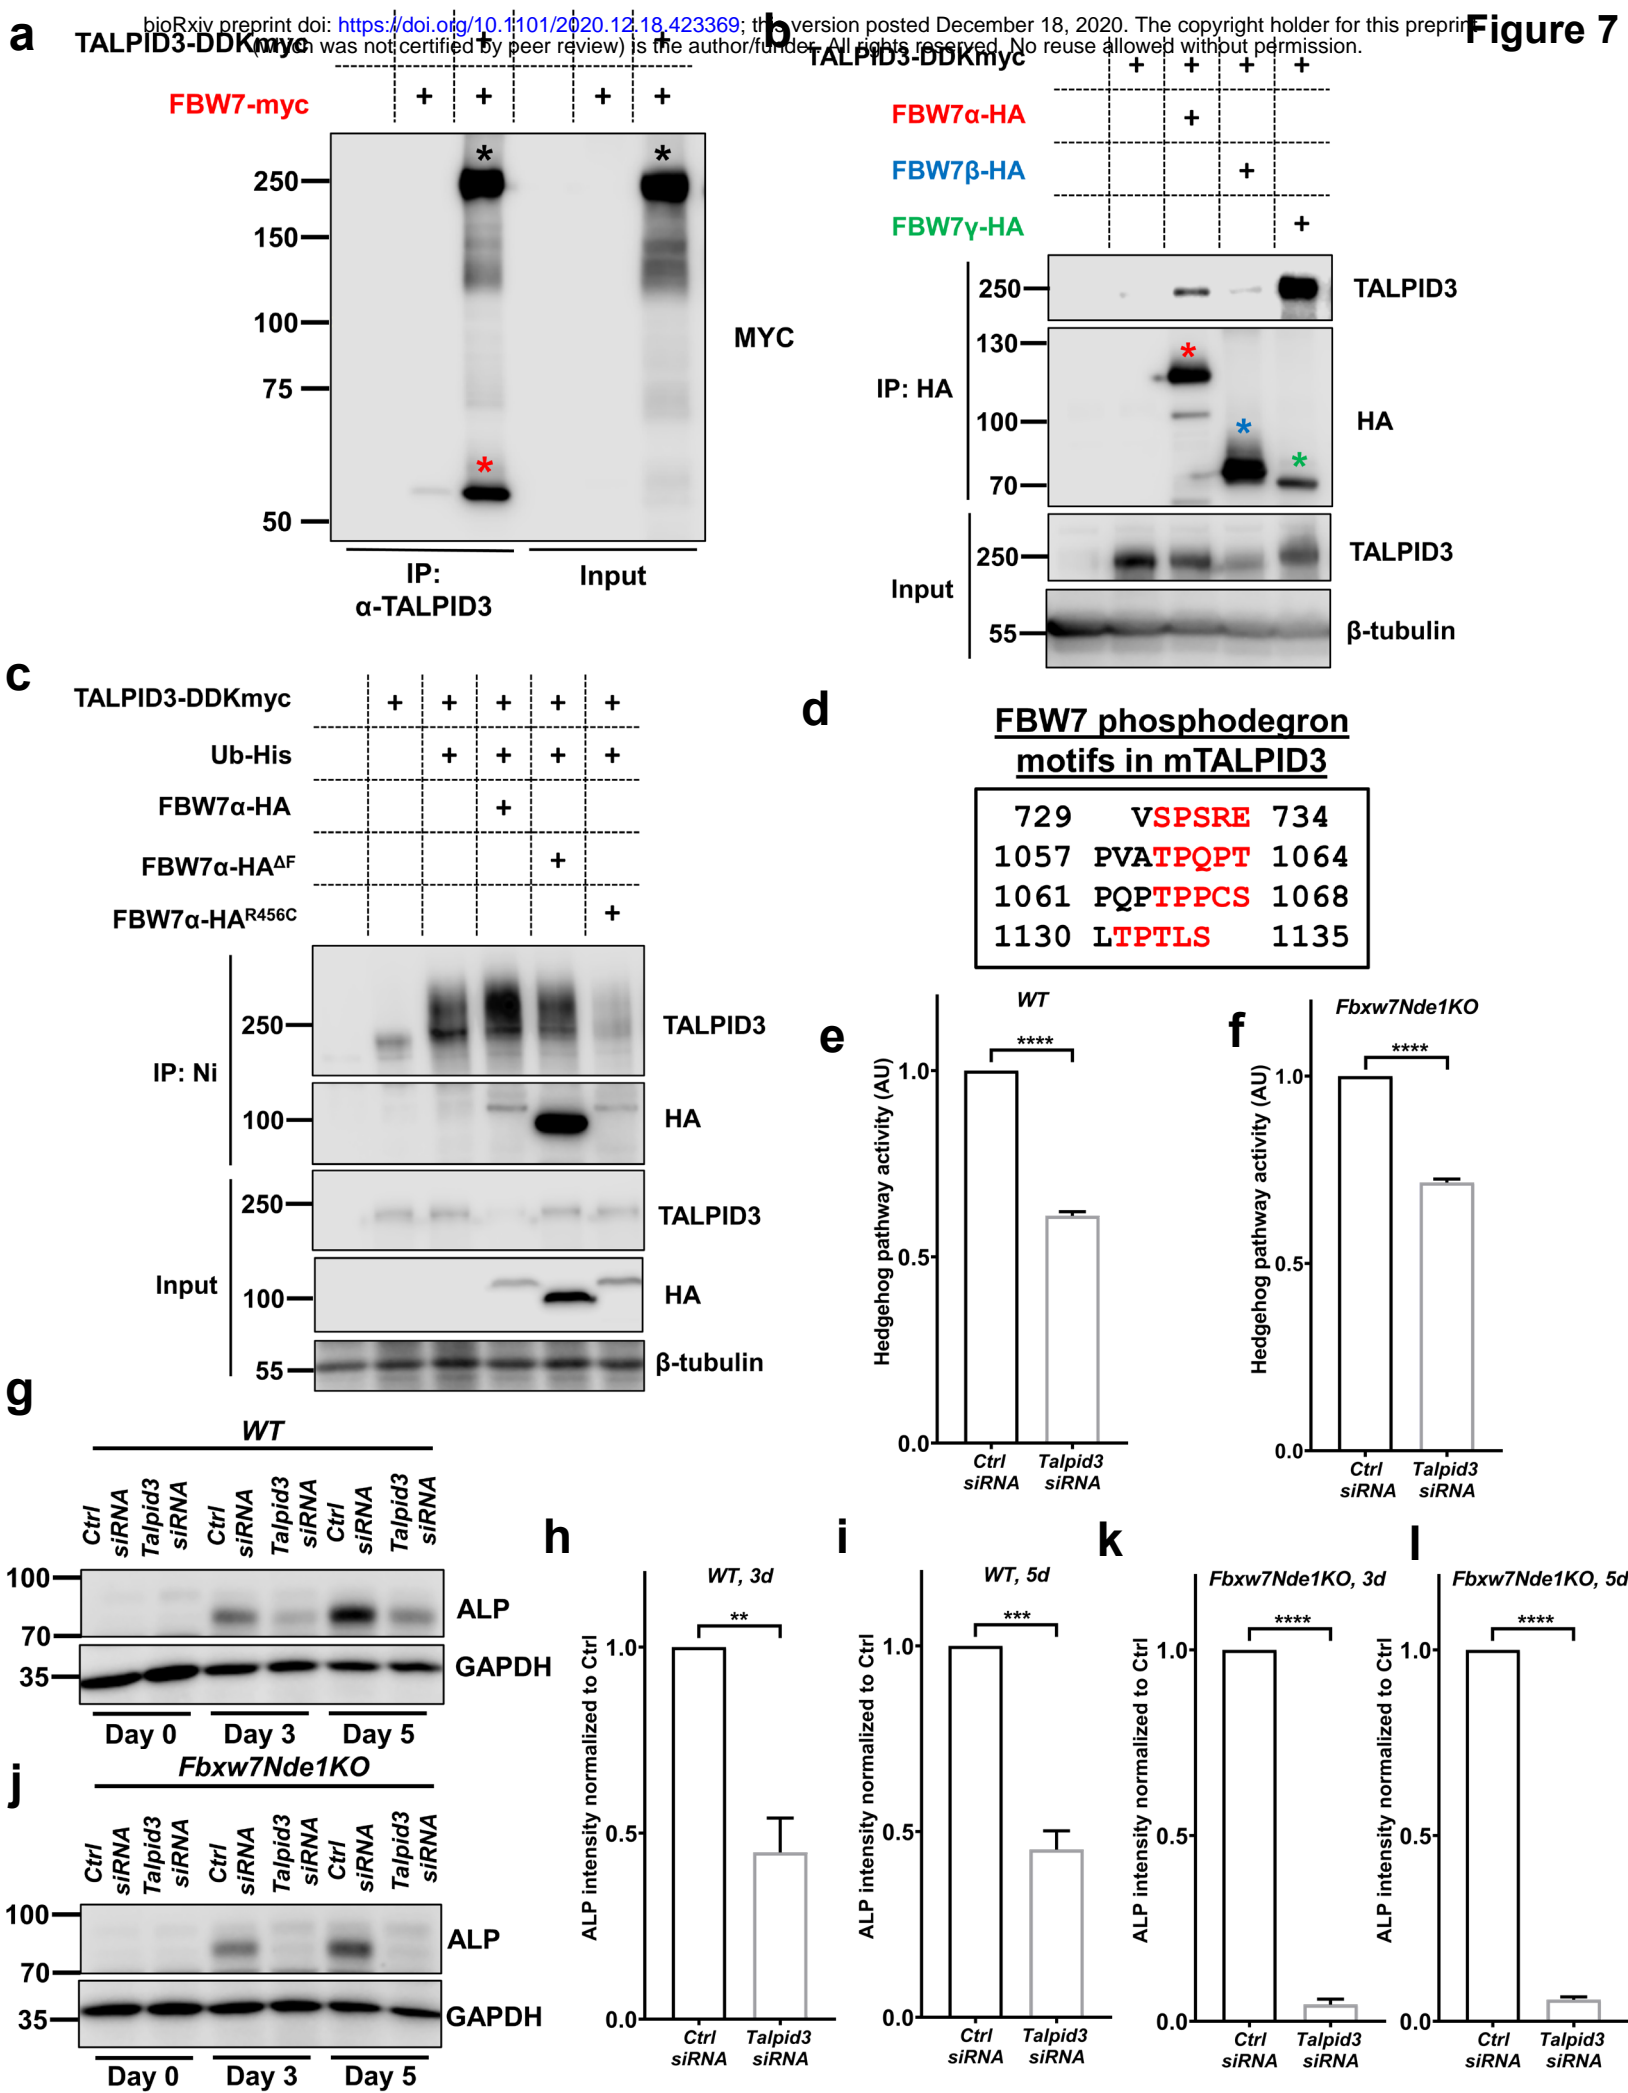 bioRxiv preprint doi: https://doi.org/10.1101/2020.12.18.423369; this version posted December 18, 2020. The copyright holder for this preprint
(which was not certified by peer review) is the author/funder. All rights reserved. No reuse allowed without permission.
Figure 7
a
TALPID3-DDKmyc + +
FBW7-myc + + + +
* *
250
150
100
75
*
50
MYC
IP:
α-TALPID3
Input
b
TALPID3-DDKmyc + + + +
FBW7α-HA +
FBW7β-HA +
FBW7γ-HA +
IP: HA
250 TALPID3
130 *
100 * HA
*
70
Input
250 TALPID3
55 β-tubulin
c
TALPID3-DDKmyc + + + + +
Ub-His + + + +
FBW7α-HA +
FBW7α-HAΔF +
FBW7α-HAR456C +
IP: Ni
250 TALPID3
100 HA
Input
250 TALPID3
100 HA
55 β-tubulin
d
FBW7 phosphodegron
motifs in mTALPID3
729 VSPSRE 734
1057 PVATPQPT 1064
1061 PQPTPPCS 1068
1130 LTPTLS 1135
e
WT
****
Hedgehog pathway activity (AU)
1.0
0.5
0.0
Ctrl siRNA
Talpid3 siRNA
f
Fbxw7Nde1KO
****
Hedgehog pathway activity (AU)
1.0
0.5
0.0
Ctrl siRNA
Talpid3 siRNA
g
WT
Ctrl siRNA
Talpid3 siRNA
Ctrl siRNA
Talpid3 siRNA
Ctrl siRNA
Talpid3 siRNA
100
70
ALP
35
GAPDH
Day 0 Day 3 Day 5
h
WT, 3d
**
ALP intensity normalized to Ctrl
1.0
0.5
0.0
Ctrl siRNA
Talpid3 siRNA
i
WT, 5d
***
ALP intensity normalized to Ctrl
1.0
0.5
0.0
Ctrl siRNA
Talpid3 siRNA
j
Fbxw7Nde1KO
Ctrl siRNA
Talpid3 siRNA
Ctrl siRNA
Talpid3 siRNA
Ctrl siRNA
Talpid3 siRNA
100
70
ALP
35
GAPDH
Day 0 Day 3 Day 5
k
Fbxw7Nde1KO, 3d
****
ALP intensity normalized to Ctrl
1.0
0.5
0.0
Ctrl siRNA
Talpid3 siRNA
l
Fbxw7Nde1KO, 5d
****
ALP intensity normalized to Ctrl
1.0
0.5
0.0
Ctrl siRNA
Talpid3 siRNA